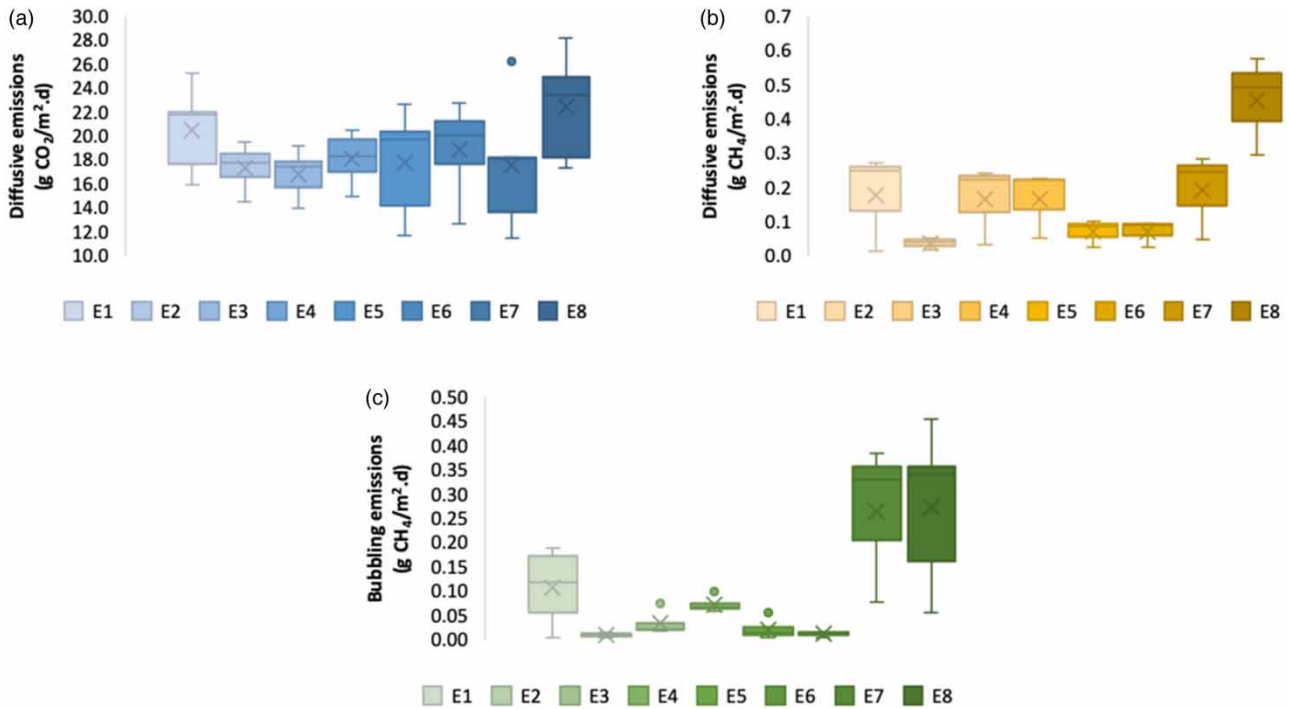 (a)
Diffusive emissions
(g CO₂/m².d)
30.0
28.0
26.0
24.0
22.0
20.0
18.0
16.0
14.0
12.0
10.0
E1 E2 E3 E4 E5 E6 E7 E8
(b)
Diffusive emissions
(g CH₄/m².d)
0.7
0.6
0.5
0.4
0.3
0.2
0.1
0.0
E1 E2 E3 E4 E5 E6 E7 E8
(c)
Bubbling emissions
(g CH₄/m².d)
0.50
0.45
0.40
0.35
0.30
0.25
0.20
0.15
0.10
0.05
0.00
E1 E2 E3 E4 E5 E6 E7 E8